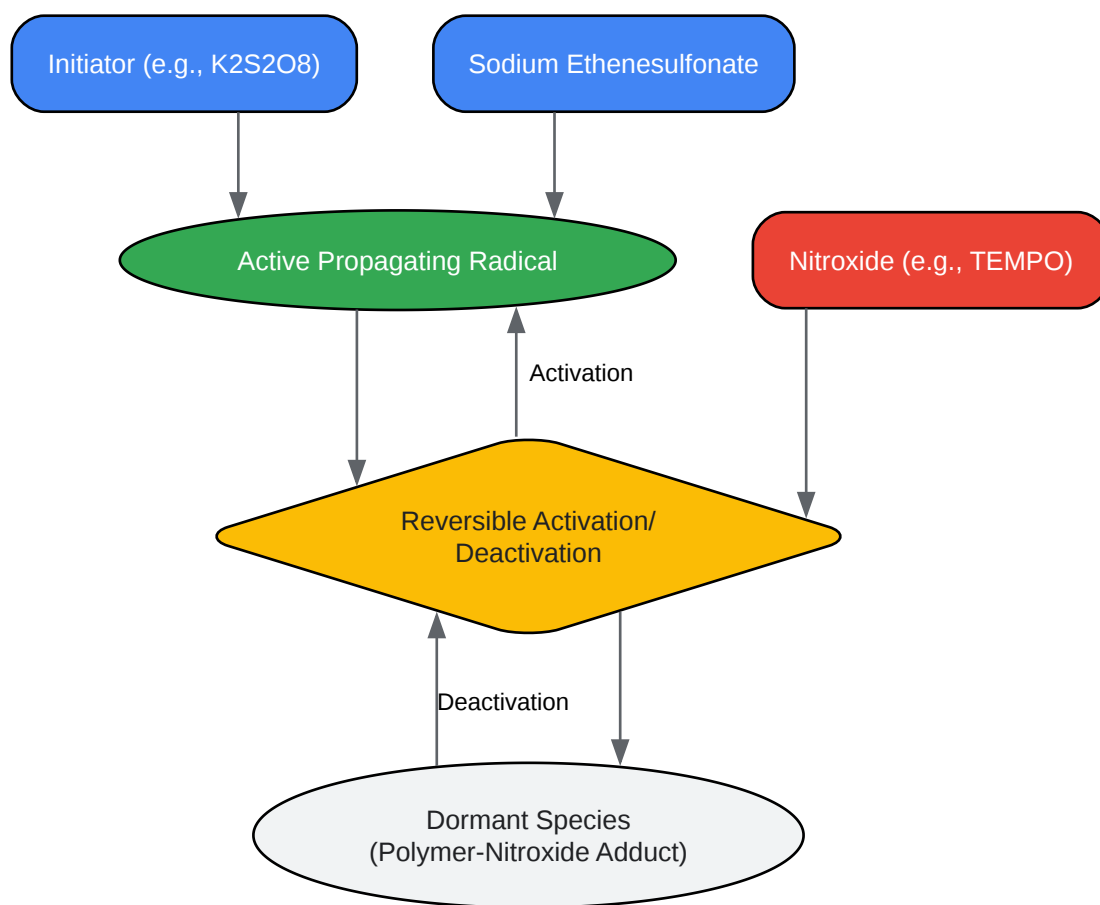 Initiator (e.g., K2S2O8)
Sodium Ethenesulfonate
Active Propagating Radical
Nitroxide (e.g., TEMPO)
Activation
Reversible Activation/
Deactivation
Deactivation
Dormant Species
(Polymer-Nitroxide Adduct)